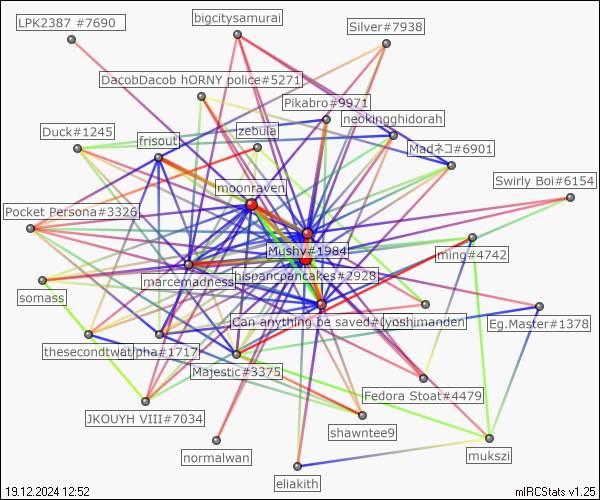 LPK2387 #7690
bigcitysamurai
Silver#7938
DacobDacob hORNY police#5271
Pikabro#9971
neokingghidorah
Duck#1245
frisout
zebula
Madネコ#6901
moonraven
Swirly Boi#6154
Pocket Persona#3326
Mushy#1984
ming#4742
marcemadness
hispancpancakes#2928
somass
Can anything be saved#
yoshimanden
Eg.Master#1378
thesecondtwat
pha#1717
Majestic#3375
Fedora Stoat#4479
JKOUYH VIII#7034
shawntee9
normalwan
mukszi
eliakith
19.12.2024 12:52
mIRCStats v1.25